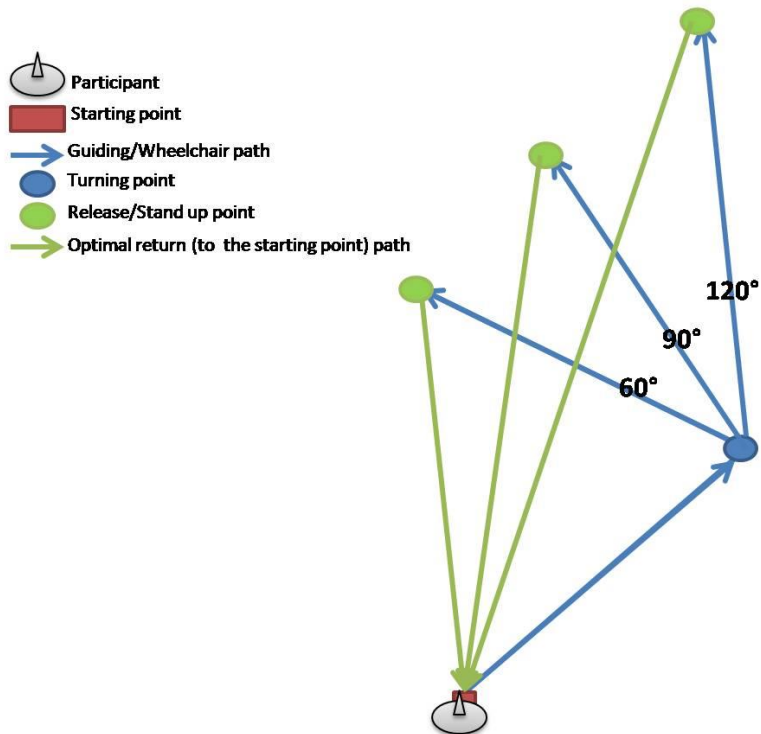 Participant
Starting point
Guiding/Wheelchair path
Turning point
Release/Stand up point
Optimal return (to the starting point) path
120°
90°
60°